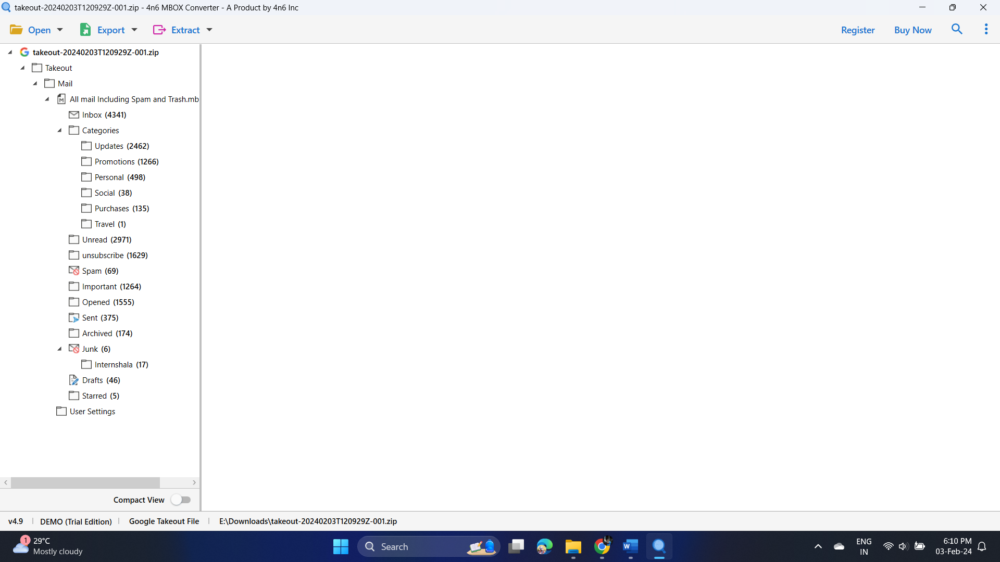 takeout-20240203T120929Z-001.zip - 4n6 MBOX Converter - A Product by 4n6 Inc
Open Export Extract Register Buy Now
takeout-20240203T120929Z-001.zip
Takeout
Mail
All mail Including Spam and Trash.mb
Inbox (4341)
Categories
Updates (2462)
Promotions (1266)
Personal (498)
Social (38)
Purchases (135)
Travel (1)
Unread (2971)
unsubscribe (1629)
Spam (69)
Important (1264)
Opened (1555)
Sent (375)
Archived (174)
Junk (6)
Internshala (17)
Drafts (46)
Starred (5)
User Settings
Compact View
v4.9 DEMO (Trial Edition) Google Takeout File E:\Downloads\takeout-20240203T120929Z-001.zip
1 29°C
Mostly cloudy
Search
ENG
IN
6:10 PM
03-Feb-24